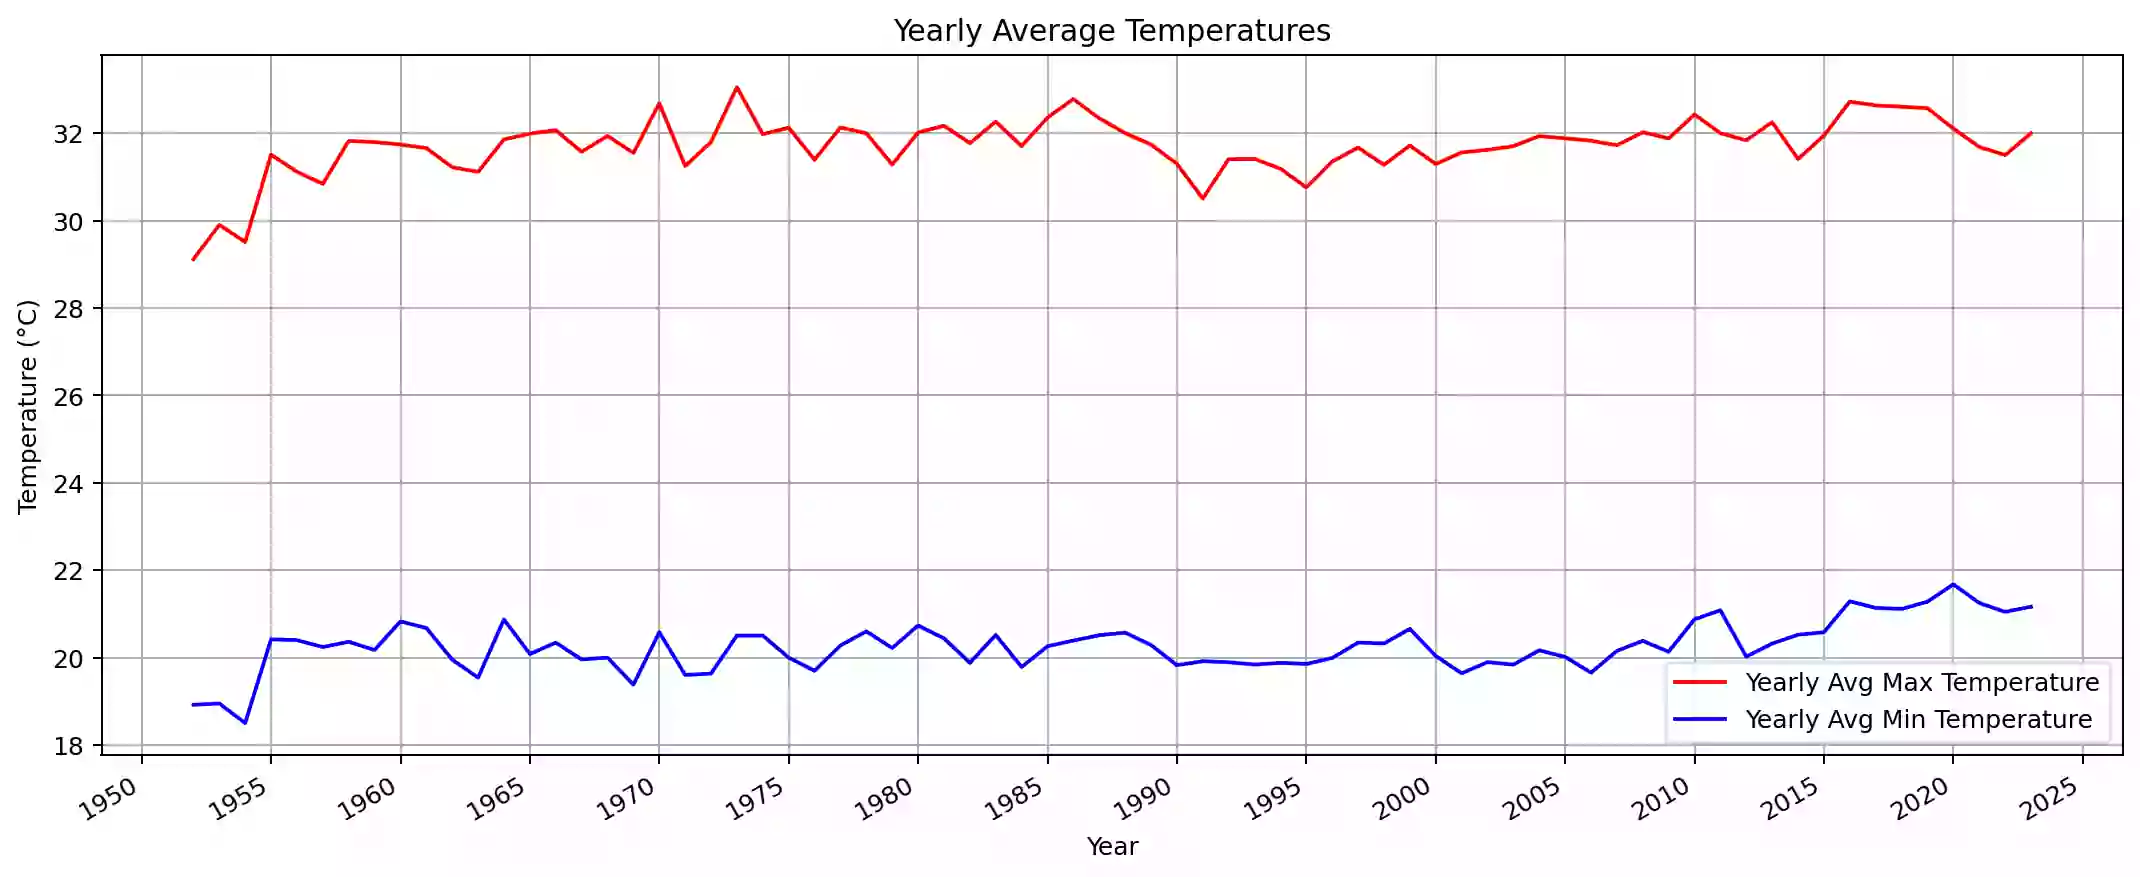 Yearly Average Temperatures
Temperature (°C)
32
30
28
26
24
22
20
18
Yearly Avg Max Temperature
Yearly Avg Min Temperature
1950 1955 1960 1965 1970 1975 1980 1985 1990 1995 2000 2005 2010 2015 2020 2025
Year